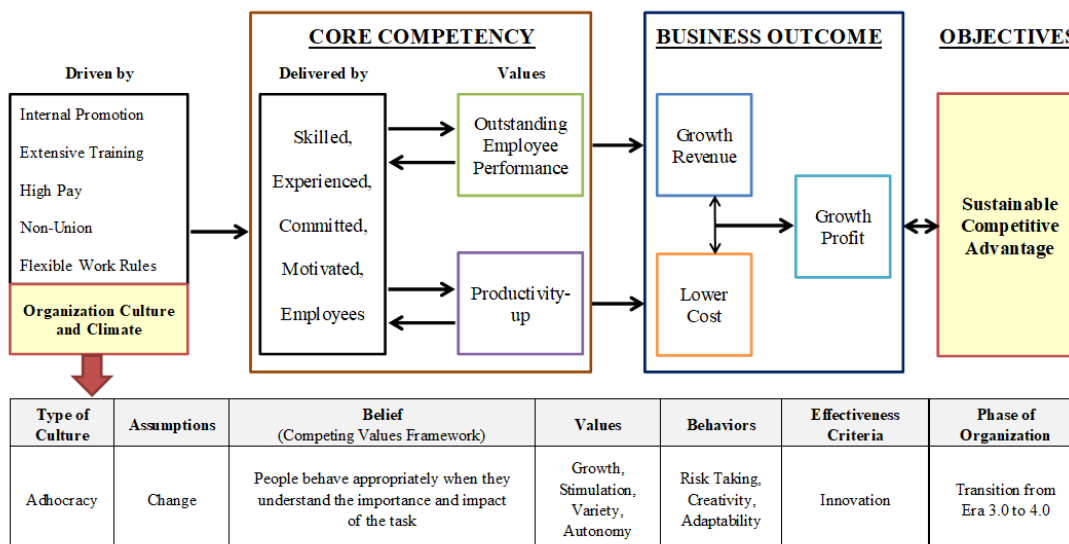 CORE COMPETENCY
BUSINESS OUTCOME
OBJECTIVES
Driven by
Delivered by
Values
Internal Promotion
Extensive Training
High Pay
Non-Union
Flexible Work Rules
Organization Culture
and Climate
Skilled,
Experienced,
Committed,
Motivated,
Employees
Outstanding
Employee
Performance
Productivity-
up
Growth
Revenue
Lower
Cost
Growth
Profit
Sustainable
Competitive
Advantage
Type of
Culture
Assumptions
Belief
(Competing Values Framework)
Values
Behaviors
Effectiveness
Criteria
Phase of
Organization
Adhocracy
Change
People behave appropriately when they
understand the importance and impact
of the task
Growth,
Stimulation,
Variety,
Autonomy
Risk Taking,
Creativity,
Adaptability
Innovation
Transition from
Era 3.0 to 4.0